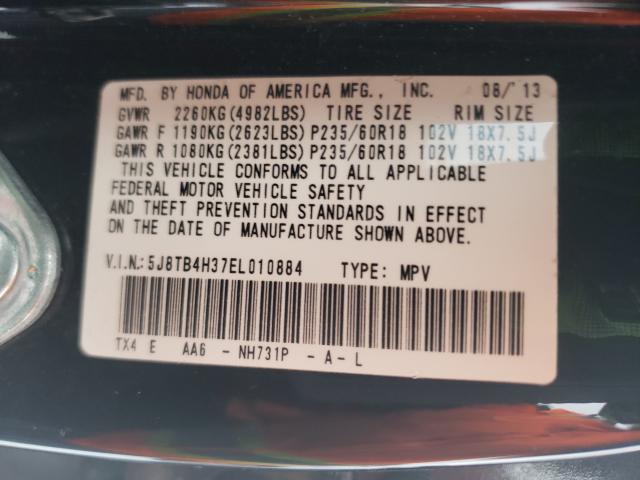 MFD. BY HONDA OF AMERICA MFG., INC. 08/'13
GVWR 2260KG(4982LBS) TIRE SIZE RIM SIZE
GAWR F 1190KG(2623LBS) P235/60R18 102V 18X7.5J
GAWR R 1080KG(2381LBS) P235/60R18 102V 18X7.5J
THIS VEHICLE CONFORMS TO ALL APPLICABLE
FEDERAL MOTOR VEHICLE SAFETY
AND THEFT PREVENTION STANDARDS IN EFFECT
ON THE DATE OF MANUFACTURE SHOWN ABOVE.
V.I.N.: 5J8TB4H37EL010884 TYPE: MPV
TX4 E AA6 - NH731P - A - L